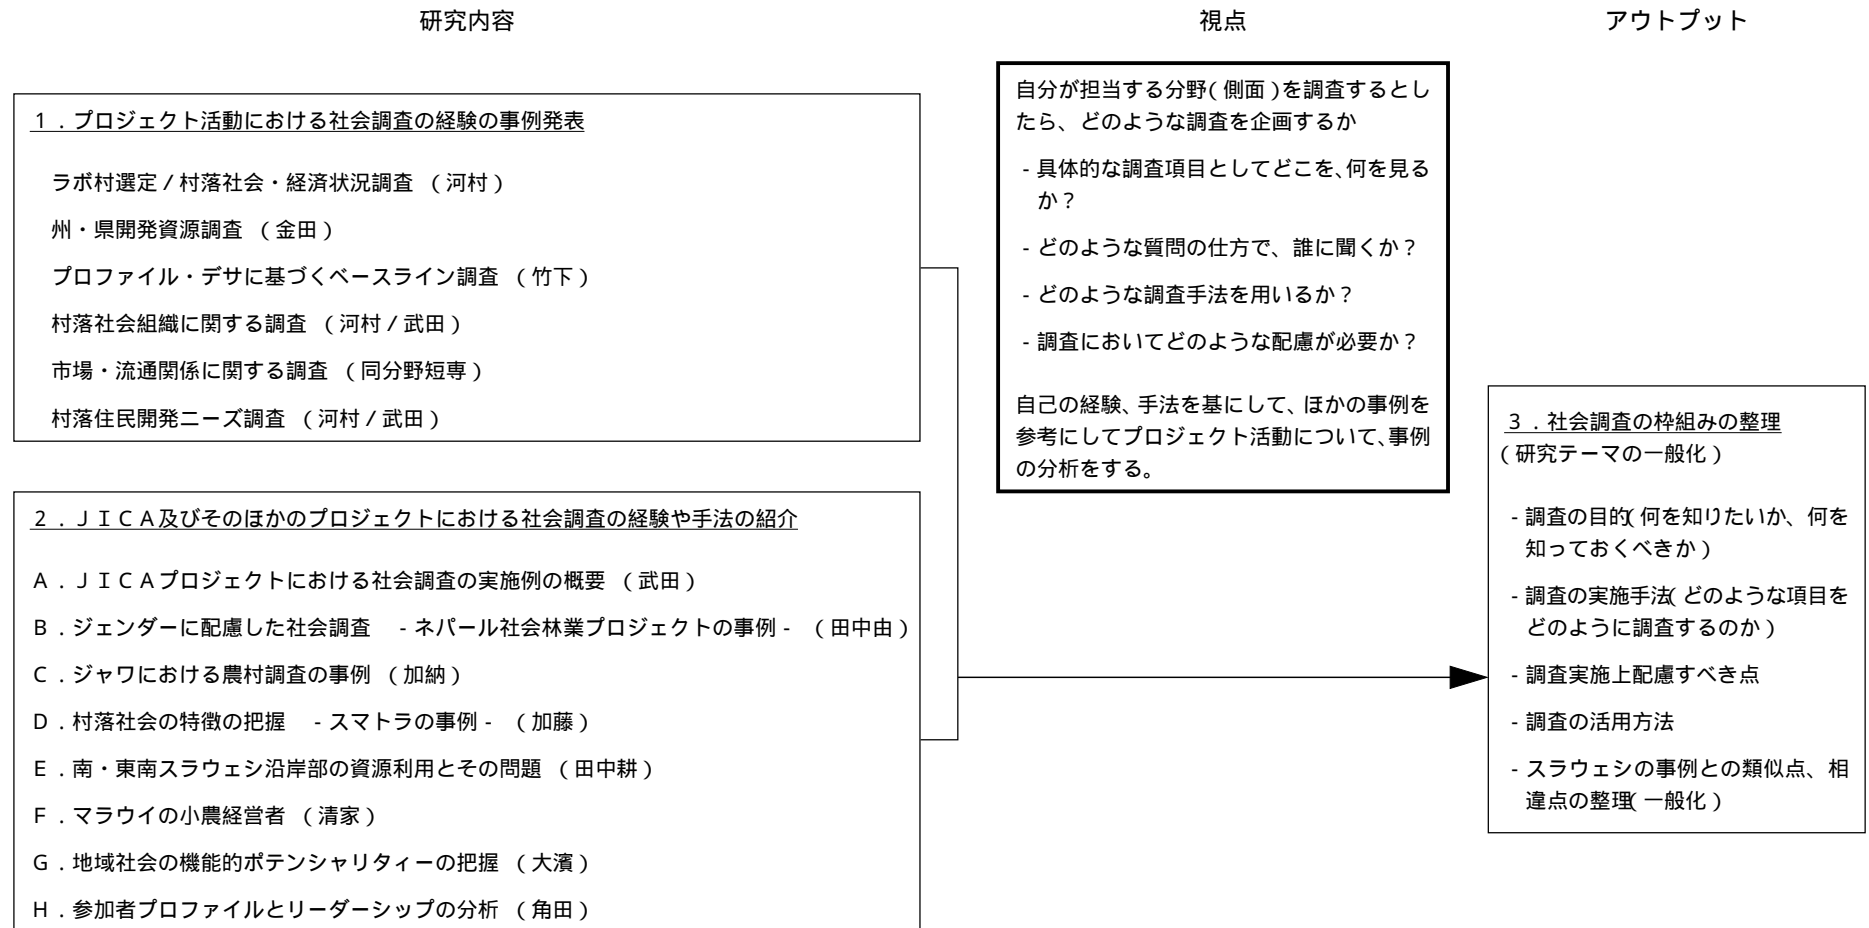 研究内容
視点
アウトプット
１．プロジェクト活動における社会調査の経験の事例発表
ラボ村選定／村落社会・経済状況調査　（河村）
州・県開発資源調査　（金田）
プロファイル・デサに基づくベースライン調査　（竹下）
村落社会組織に関する調査　（河村／武田）
市場・流通関係に関する調査　（同分野短専）
村落住民開発ニーズ調査　（河村／武田）
２．ＪＩＣＡ及びそのほかのプロジェクトにおける社会調査の経験や手法の紹介
Ａ．ＪＩＣＡプロジェクトにおける社会調査の実施例の概要　（武田）
Ｂ．ジェンダーに配慮した社会調査　-ネパール社会林業プロジェクトの事例-　（田中由）
Ｃ．ジャワにおける農村調査の事例　（加納）
Ｄ．村落社会の特徴の把握　-スマトラの事例-　（加藤）
Ｅ．南・東南スラウェシ沿岸部の資源利用とその問題　（田中耕）
Ｆ．マラウイの小農経営者　（清家）
Ｇ．地域社会の機能的ポテンシャリティーの把握　（大濱）
Ｈ．参加者プロファイルとリーダーシップの分析　（角田）
自分が担当する分野（側面）を調査するとし
たら、どのような調査を企画するか
- 具体的な調査項目としてどこを、何を見る
か？
- どのような質問の仕方で、誰に聞くか？
- どのような調査手法を用いるか？
- 調査においてどのような配慮が必要か？
自己の経験、手法を基にして、ほかの事例を
参考にしてプロジェクト活動について、事例
の分析をする。
３．社会調査の枠組みの整理
（研究テーマの一般化）
- 調査の目的（何を知りたいか、何を
知っておくべきか）
- 調査の実施手法（どのような項目を
どのように調査するのか）
- 調査実施上配慮すべき点
- 調査の活用方法
- スラウェシの事例との類似点、相
違点の整理（一般化）